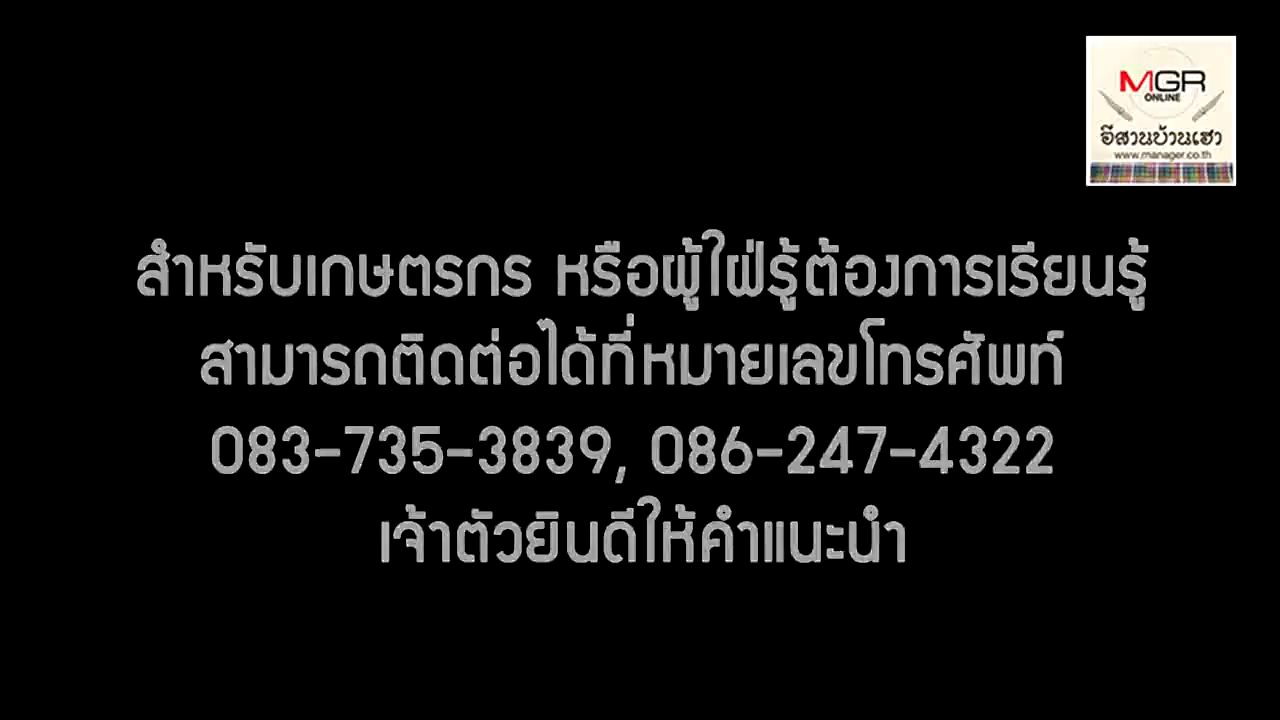 MGR
ONLINE
อีสานบ้านเฮา
www.manager.co.th
สำหรับเกษตรกร หรือผู้ใฝ่รู้ต้องการเรียนรู้
สามารถติดต่อได้ที่หมายเลขโทรศัพท์
083-735-3839, 086-247-4322
เจ้าตัวยินดีให้คำแนะนำ